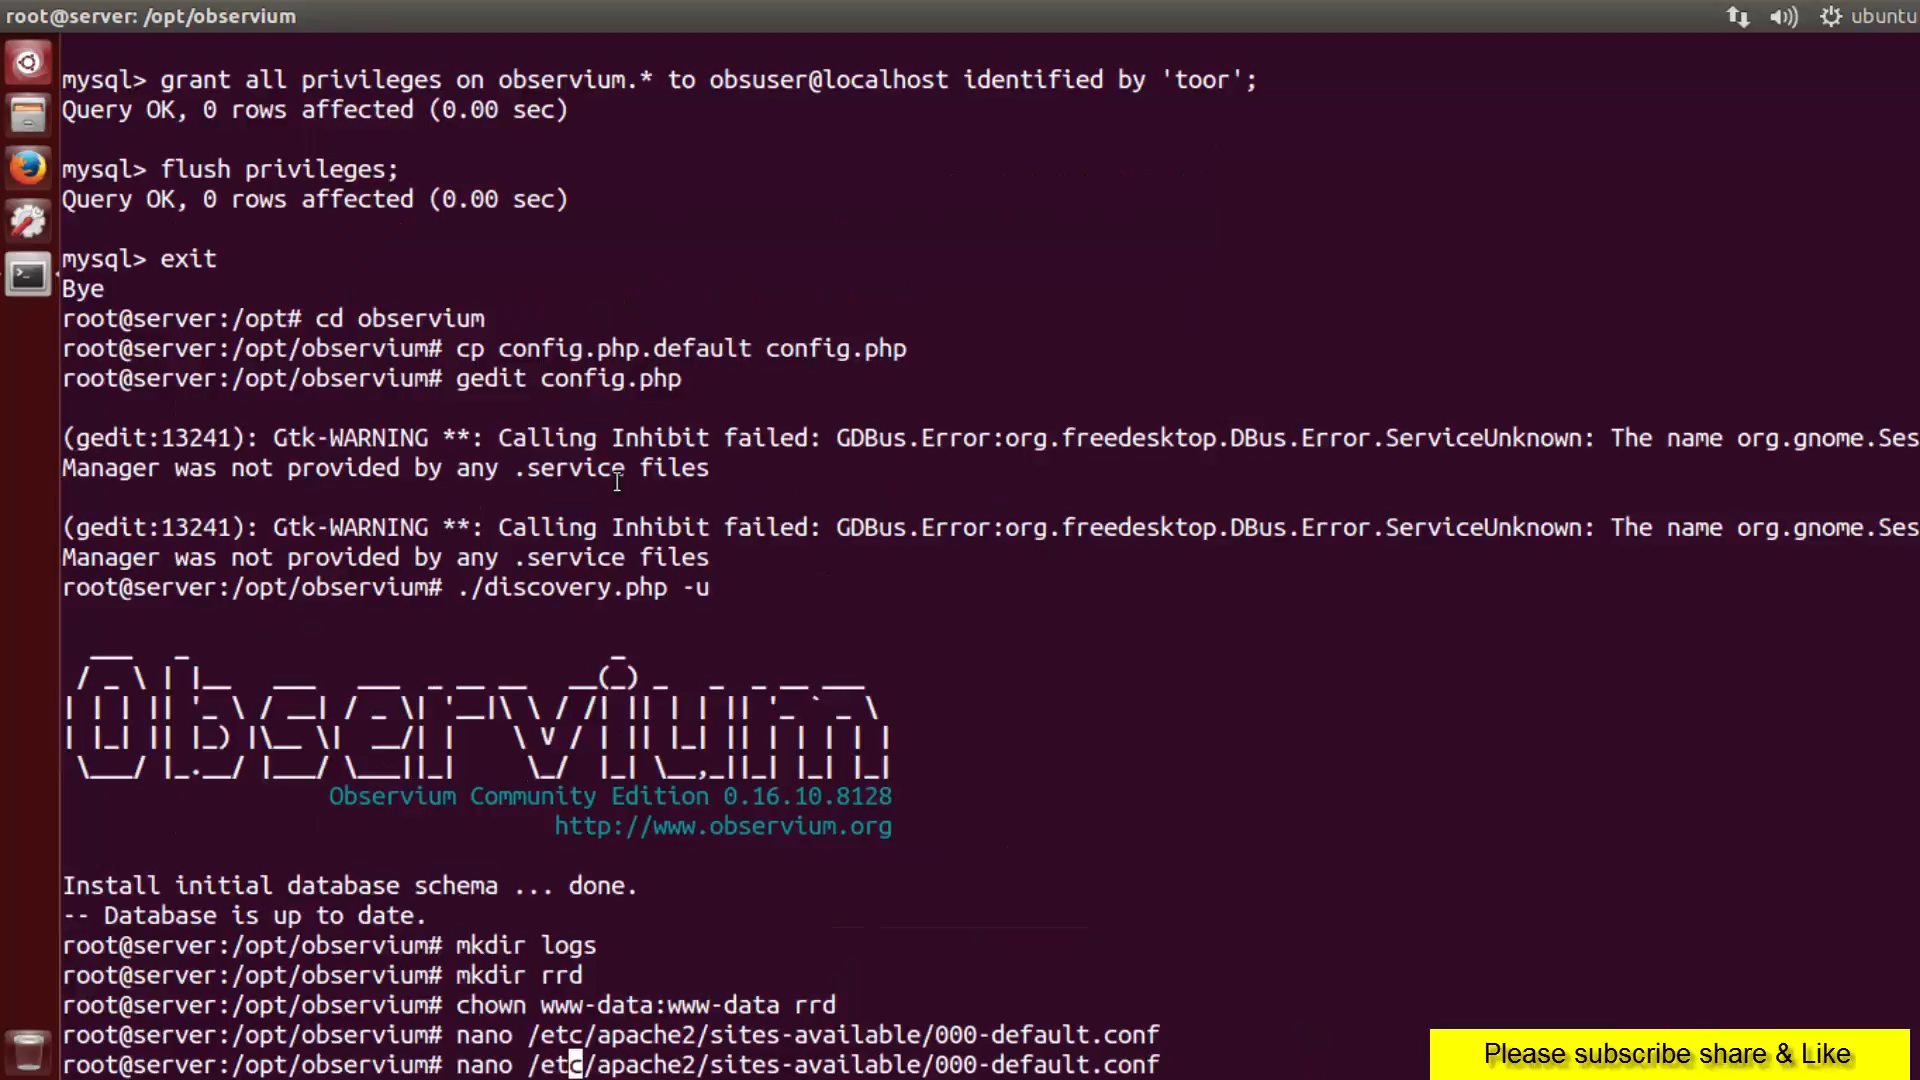 root@server: /opt/observium
ubuntu
mysql> grant all privileges on observium.* to obsuser@localhost identified by 'toor';
Query OK, 0 rows affected (0.00 sec)
mysql> flush privileges;
Query OK, 0 rows affected (0.00 sec)
mysql> exit
Bye
root@server:/opt# cd observium
root@server:/opt/observium# cp config.php.default config.php
root@server:/opt/observium# gedit config.php
(gedit:13241): Gtk-WARNING **: Calling Inhibit failed: GDBus.Error:org.freedesktop.DBus.Error.ServiceUnknown: The name org.gnome.Ses
Manager was not provided by any .service files
(gedit:13241): Gtk-WARNING **: Calling Inhibit failed: GDBus.Error:org.freedesktop.DBus.Error.ServiceUnknown: The name org.gnome.Ses
Manager was not provided by any .service files
root@server:/opt/observium# ./discovery.php -u
Observium
Observium Community Edition 0.16.10.8128
http://www.observium.org
Install initial database schema ... done.
-- Database is up to date.
root@server:/opt/observium# mkdir logs
root@server:/opt/observium# mkdir rrd
root@server:/opt/observium# chown www-data:www-data rrd
root@server:/opt/observium# nano /etc/apache2/sites-available/000-default.conf
root@server:/opt/observium# nano /etc/apache2/sites-available/000-default.conf
Please subscribe share & Like